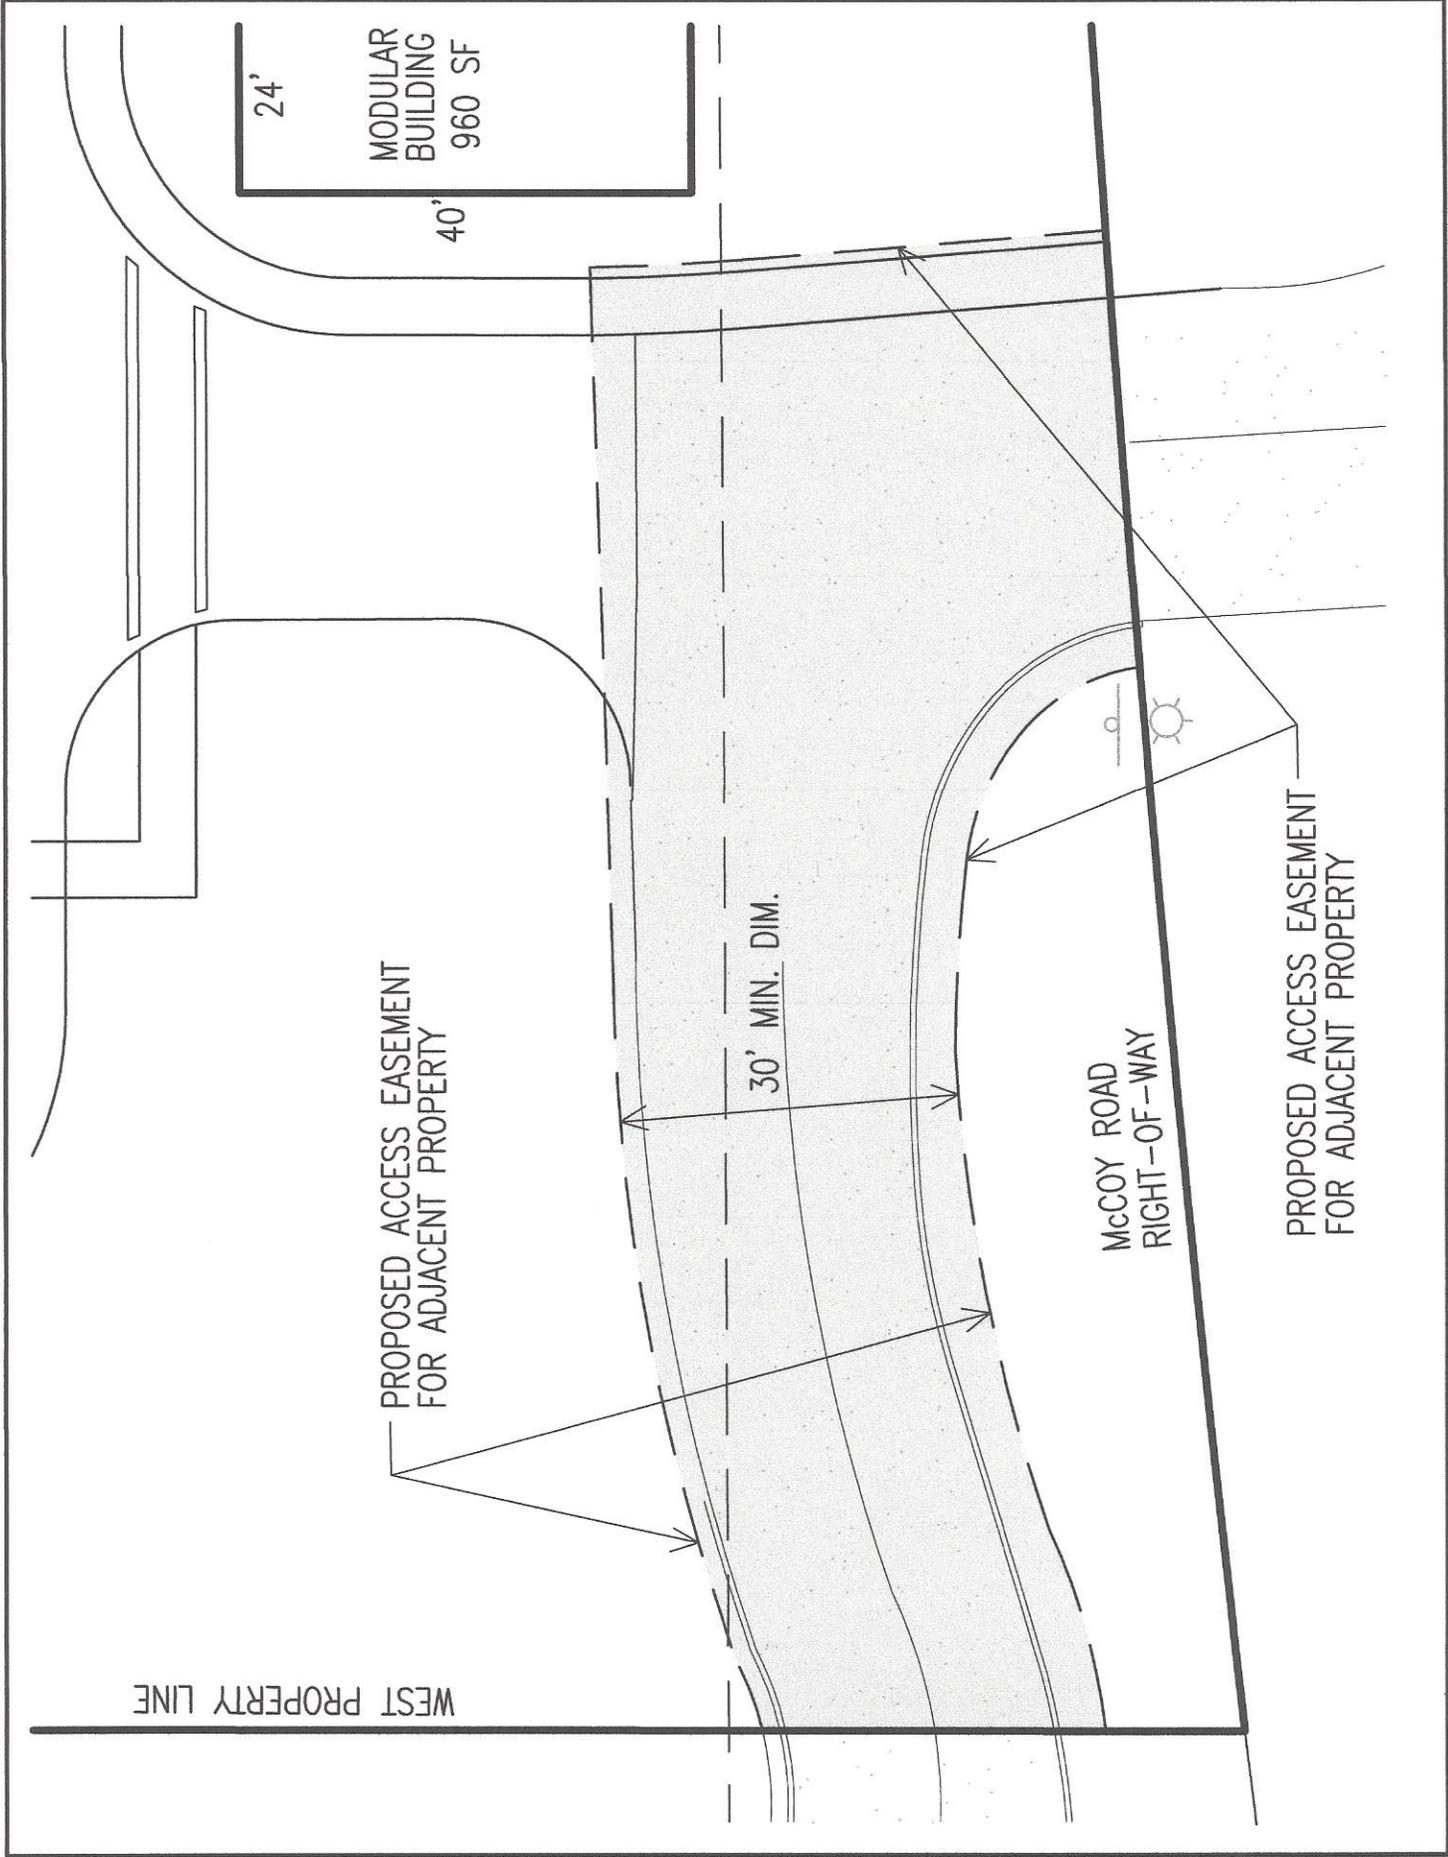 24'
MODULAR
BUILDING
960 SF
40'
PROPOSED ACCESS EASEMENT
FOR ADJACENT PROPERTY
30' MIN. DIM.
McCOY ROAD
RIGHT-OF-WAY
PROPOSED ACCESS EASEMENT
FOR ADJACENT PROPERTY
WEST PROPERTY LINE